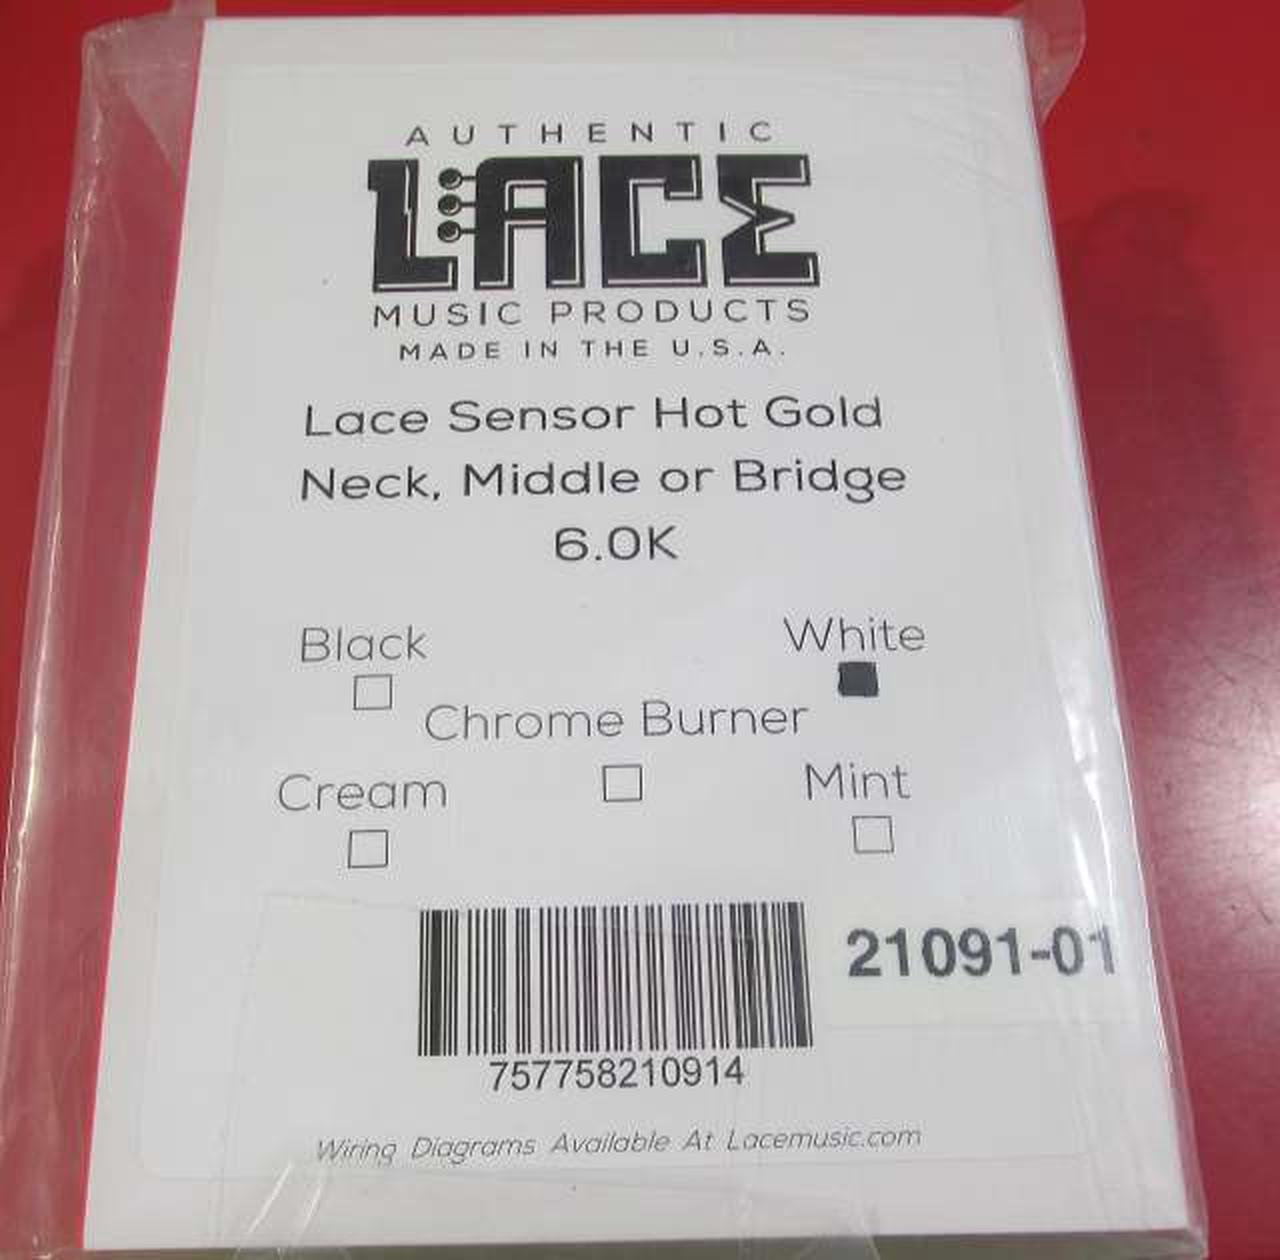 AUTHENTIC
LACE
MUSIC PRODUCTS
MADE IN THE U.S.A.
Lace Sensor Hot Gold
Neck, Middle or Bridge
6.0K
Black
White
Chrome Burner
Cream
Mint
21091-01
757758210914
Wiring Diagrams Available At Lacemusic.com